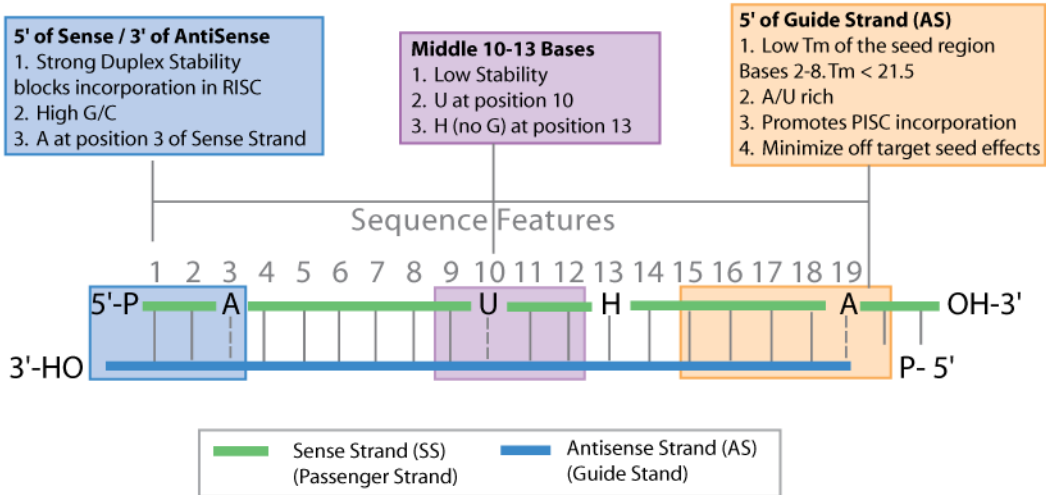 5' of Sense / 3' of AntiSense
1. Strong Duplex Stability
blocks incorporation in RISC
2. High G/C
3. A at position 3 of Sense Strand
Middle 10-13 Bases
1. Low Stability
2. U at position 10
3. H (no G) at position 13
5' of Guide Strand (AS)
1. Low Tm of the seed region
Bases 2-8. Tm < 21.5
2. A/U rich
3. Promotes PISC incorporation
4. Minimize off target seed effects
Sequence Features
1 2 3 4 5 6 7 8 9 10 11 12 13 14 15 16 17 18 19
5'-P A U H A OH-3'
3'-HO P- 5'
Sense Strand (SS)
(Passenger Strand)
Antisense Strand (AS)
(Guide Stand)